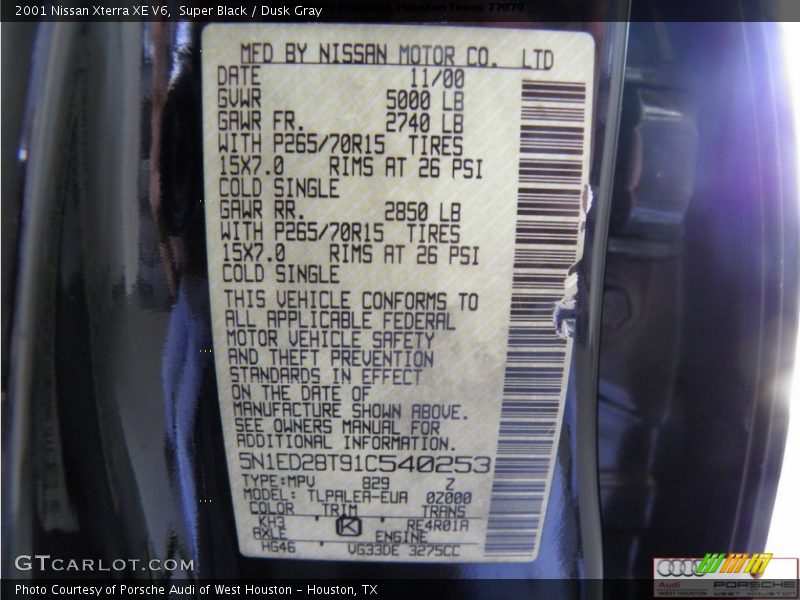 2001 Nissan Xterra XE V6,  Super Black / Dusk Gray
MFD BY NISSAN MOTOR CO.  LTD
DATE 11/00
GVWR 5000 LB
GAWR FR. 2740 LB
WITH P265/70R15 TIRES
15X7.0 RIMS AT 26 PSI
COLD SINGLE
GAWR RR. 2850 LB
WITH P265/70R15 TIRES
15X7.0 RIMS AT 26 PSI
COLD SINGLE
THIS VEHICLE CONFORMS TO
ALL APPLICABLE FEDERAL
MOTOR VEHICLE SAFETY
AND THEFT PREVENTION
STANDARDS IN EFFECT
ON THE DATE OF
MANUFACTURE SHOWN ABOVE.
SEE OWNERS MANUAL FOR
ADDITIONAL INFORMATION.
5N1ED28T91C540253
TYPE:MPV 829 Z
MODEL: TLPALEA-EUA 0Z000
COLOR TRIM TRANS
KH3 K RE4R01A
AXLE ENGINE
HG46 VG33DE 3275CC
GTCarLot.com
Photo Courtesy of Porsche Audi of West Houston - Houston, TX
PORSCHE